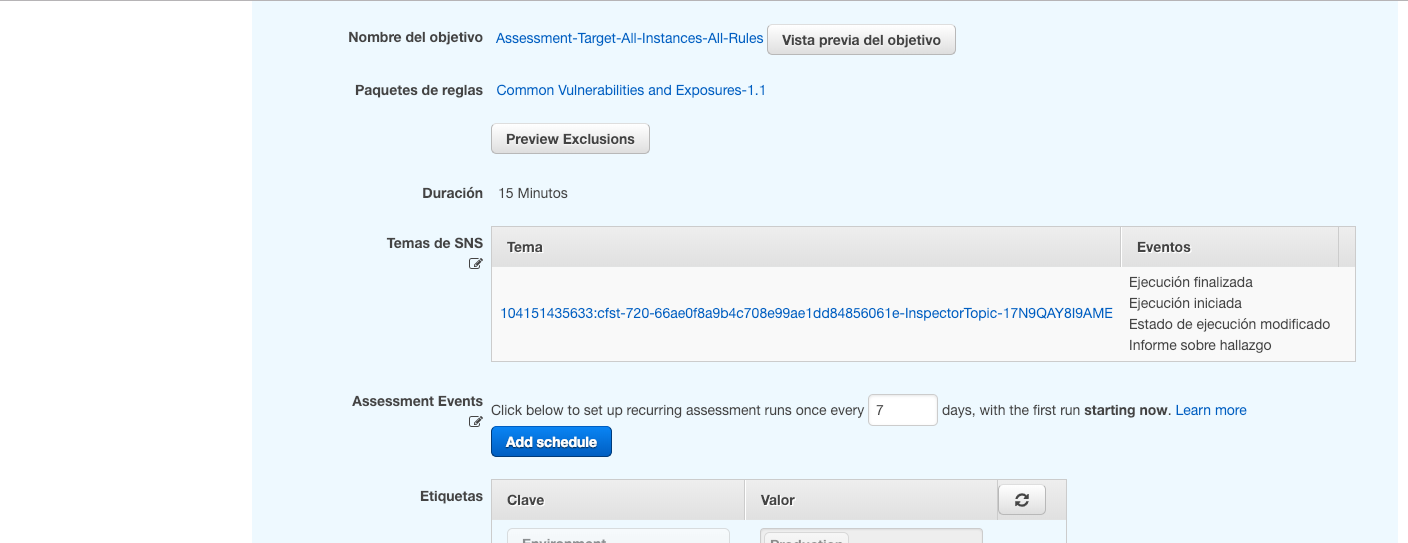 Nombre del objetivo Assessment-Target-All-Instances-All-Rules Vista previa del objetivo
Paquetes de reglas Common Vulnerabilities and Exposures-1.1
Preview Exclusions
Duración 15 Minutos
Temas de SNS Tema Eventos
104151435633:cfst-720-66ae0f8a9b4c708e99ae1dd84856061e-InspectorTopic-17N9QAY8I9AME
Ejecución finalizada
Ejecución iniciada
Estado de ejecución modificado
Informe sobre hallazgo
Assessment Events
Click below to set up recurring assessment runs once every 7 days, with the first run starting now. Learn more
Add schedule
Etiquetas Clave Valor
Environment Production